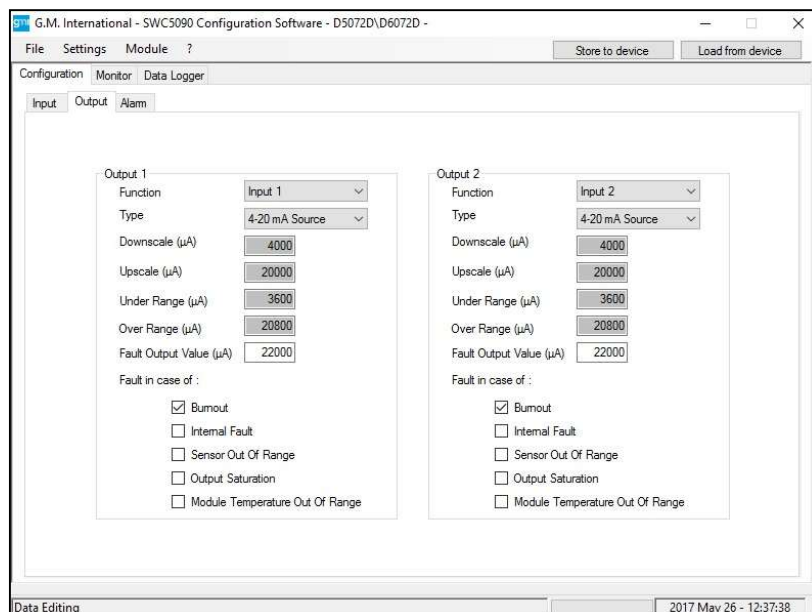 G.M. International - SWC5090 Configuration Software - D5072D\D6072D -
File Settings Module ? Store to device Load from device
Configuration Monitor Data Logger
Input Output Alarm
Output 1
Function Input 1
Type 4-20 mA Source
Downscale (µA) 4000
Upscale (µA) 20000
Under Range (µA) 3600
Over Range (µA) 20800
Fault Output Value (µA) 22000
Fault in case of :
Burnout
Internal Fault
Sensor Out Of Range
Output Saturation
Module Temperature Out Of Range
Output 2
Function Input 2
Type 4-20 mA Source
Downscale (µA) 4000
Upscale (µA) 20000
Under Range (µA) 3600
Over Range (µA) 20800
Fault Output Value (µA) 22000
Fault in case of :
Burnout
Internal Fault
Sensor Out Of Range
Output Saturation
Module Temperature Out Of Range
Data Editing 2017 May 26 - 12:37:38